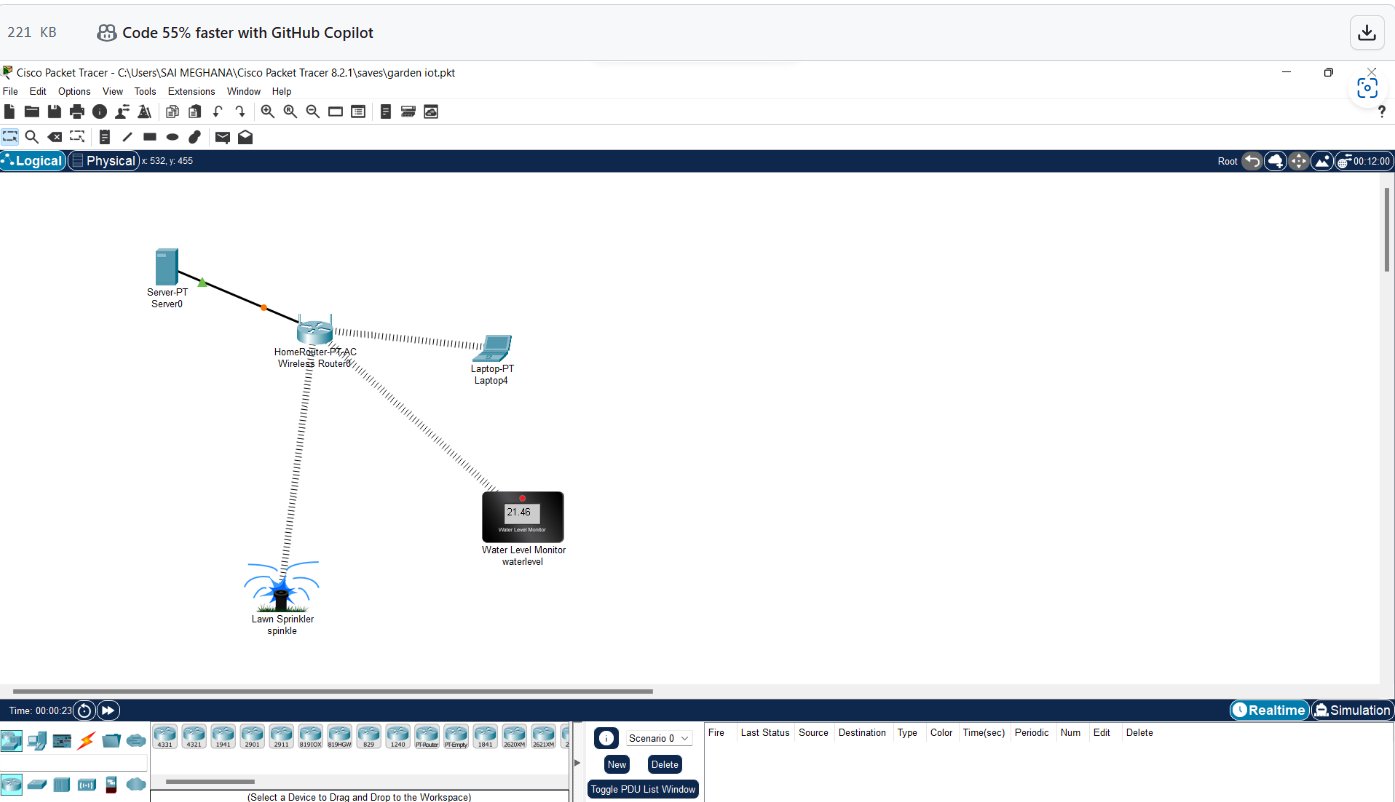 221 KB Code 55% faster with GitHub Copilot
Cisco Packet Tracer - C:\Users\SAI MEGHANA\Cisco Packet Tracer 8.2.1\saves\garden iot.pkt
File Edit Options View Tools Extensions Window Help
?
Logical Physical x: 532, y: 455 Root 00:12:00
Server-PT
Server0
HomeRouter-PT-AC
Wireless Router0
Laptop-PT
Laptop4
21.46
Water Level Monitor
Water Level Monitor
waterlevel
Lawn Sprinkler
spinkle
Time: 00:00:23 Realtime Simulation
4331 4321 1941 2901 2911 819IOX 819HGW 829 1240 PT-Router PT-Empty 1841 2620XM 2621XM 2
Scenario 0
New Delete
Toggle PDU List Window
Fire Last Status Source Destination Type Color Time(sec) Periodic Num Edit Delete
(Select a Device to Drag and Drop to the Workspace)